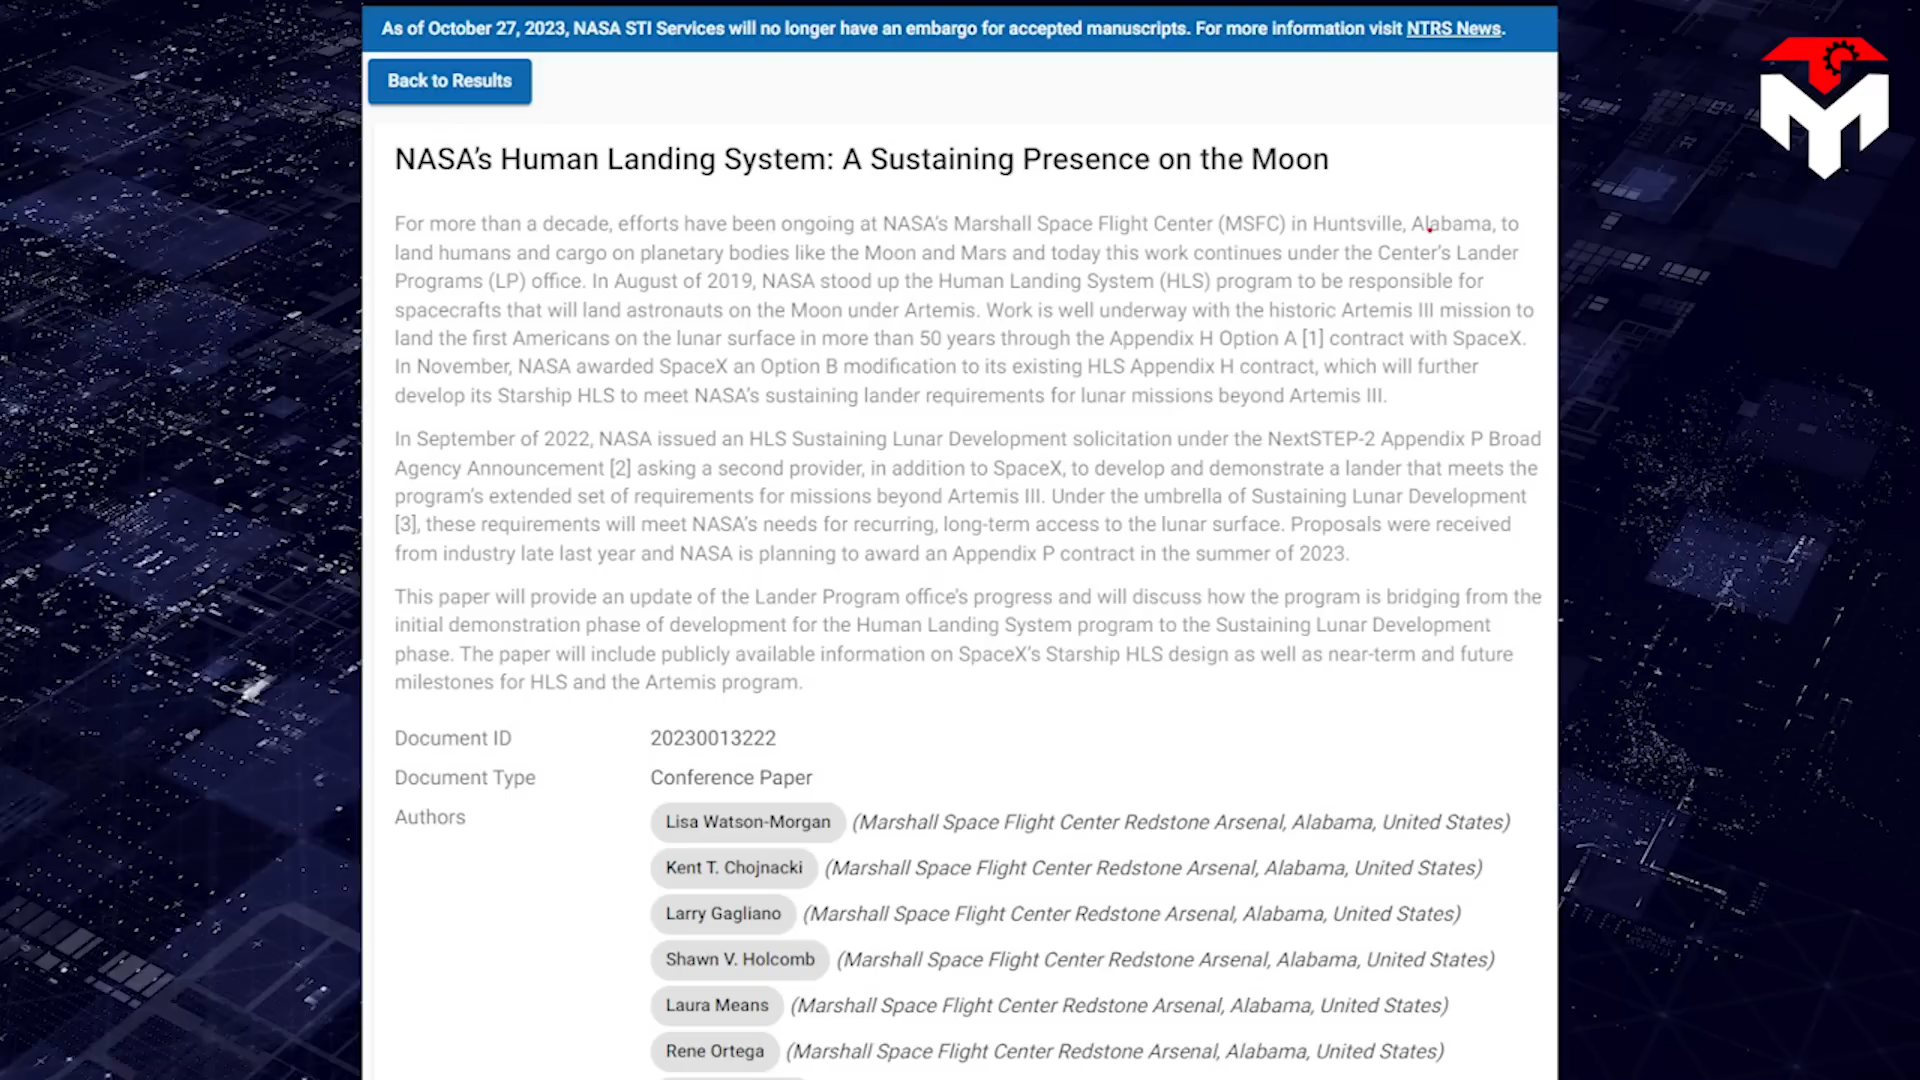 As of October 27, 2023, NASA STI Services will no longer have an embargo for accepted manuscripts. For more information visit NTRS News.
Back to Results
NASA's Human Landing System: A Sustaining Presence on the Moon
For more than a decade, efforts have been ongoing at NASA's Marshall Space Flight Center (MSFC) in Huntsville, Alabama, to
land humans and cargo on planetary bodies like the Moon and Mars and today this work continues under the Center's Lander
Programs (LP) office. In August of 2019, NASA stood up the Human Landing System (HLS) program to be responsible for
spacecrafts that will land astronauts on the Moon under Artemis. Work is well underway with the historic Artemis III mission to
land the first Americans on the lunar surface in more than 50 years through the Appendix H Option A [1] contract with SpaceX.
In November, NASA awarded SpaceX an Option B modification to its existing HLS Appendix H contract, which will further
develop its Starship HLS to meet NASA's sustaining lander requirements for lunar missions beyond Artemis III.
In September of 2022, NASA issued an HLS Sustaining Lunar Development solicitation under the NextSTEP-2 Appendix P Broad
Agency Announcement [2] asking a second provider, in addition to SpaceX, to develop and demonstrate a lander that meets the
program's extended set of requirements for missions beyond Artemis III. Under the umbrella of Sustaining Lunar Development
[3], these requirements will meet NASA's needs for recurring, long-term access to the lunar surface. Proposals were received
from industry late last year and NASA is planning to award an Appendix P contract in the summer of 2023.
This paper will provide an update of the Lander Program office's progress and will discuss how the program is bridging from the
initial demonstration phase of development for the Human Landing System program to the Sustaining Lunar Development
phase. The paper will include publicly available information on SpaceX's Starship HLS design as well as near-term and future
milestones for HLS and the Artemis program.
Document ID 20230013222
Document Type Conference Paper
Authors Lisa Watson-Morgan (Marshall Space Flight Center Redstone Arsenal, Alabama, United States)
Kent T. Chojnacki (Marshall Space Flight Center Redstone Arsenal, Alabama, United States)
Larry Gagliano (Marshall Space Flight Center Redstone Arsenal, Alabama, United States)
Shawn V. Holcomb (Marshall Space Flight Center Redstone Arsenal, Alabama, United States)
Laura Means (Marshall Space Flight Center Redstone Arsenal, Alabama, United States)
Rene Ortega (Marshall Space Flight Center Redstone Arsenal, Alabama, United States)